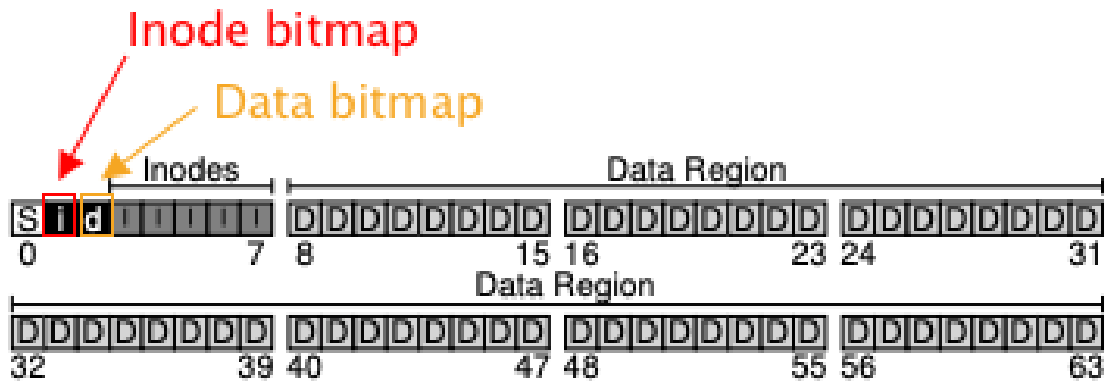 Inode bitmap
Data bitmap
Inodes Data Region
S i d I I I I I D D D D D D D D D D D D D D D D D D D D D D D D
0 7 8 15 16 23 24 31
Data Region
D D D D D D D D D D D D D D D D D D D D D D D D D D D D D D D D
32 39 40 47 48 55 56 63